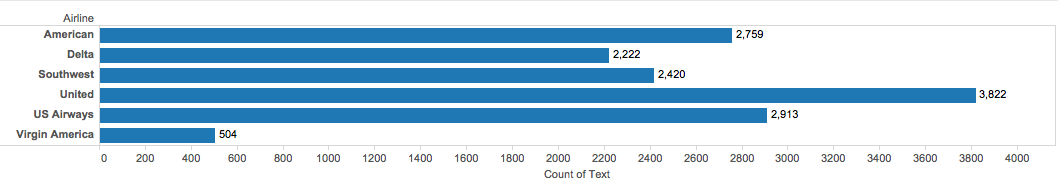 Airline
American 2,759
Delta 2,222
Southwest 2,420
United 3,822
US Airways 2,913
Virgin America 504
0 200 400 600 800 1000 1200 1400 1600 1800 2000 2200 2400 2600 2800 3000 3200 3400 3600 3800 4000
Count of Text